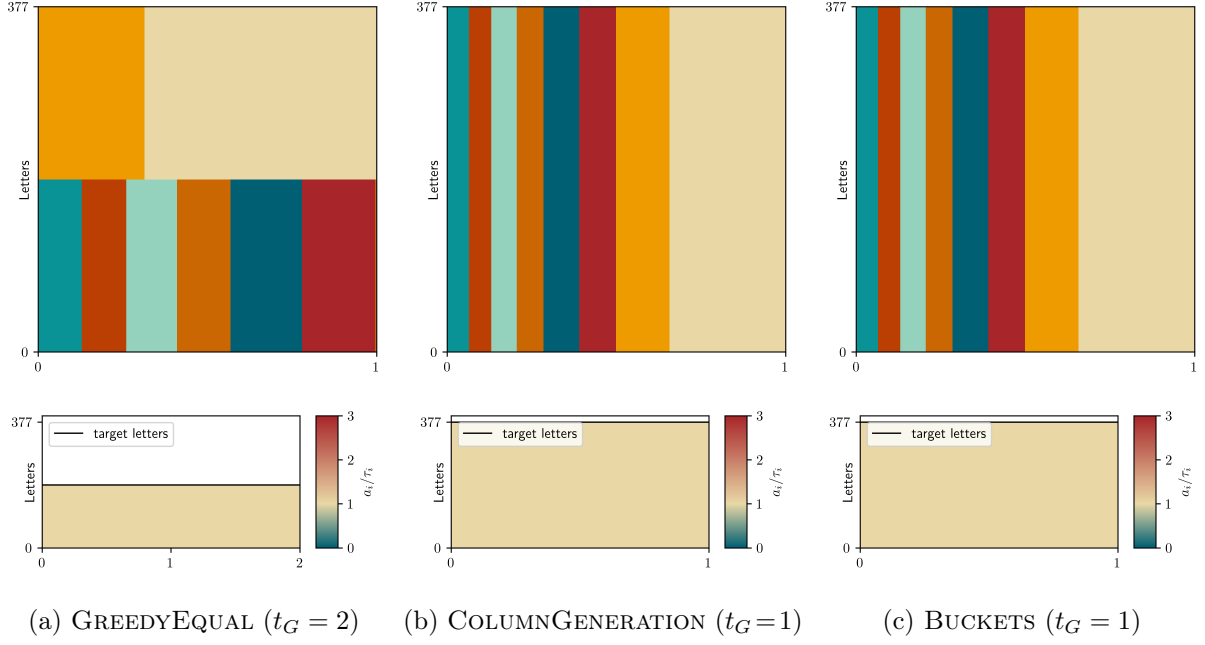 377
Letters
0
0
1
377
Letters
0
0
1
377
Letters
0
0
1
377
Letters
0
target letters
0
1
2
3
2
1
0
a_i/τ_i
377
Letters
0
target letters
0
1
3
2
1
0
a_i/τ_i
377
Letters
0
target letters
0
1
3
2
1
0
a_i/τ_i
(a) GREEDYEQUAL (t_G = 2)
(b) COLUMNGENERATION (t_G = 1)
(c) BUCKETS (t_G = 1)